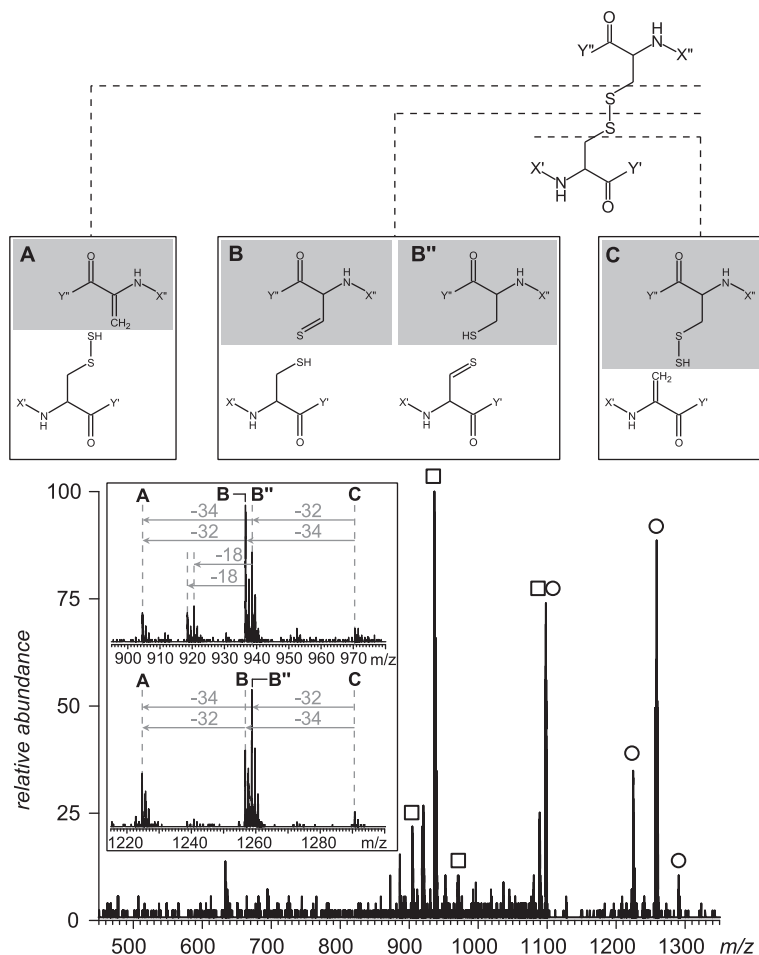 O
H
N
Y"
X"
S
S
X'
Y'
N
H
O
A
O
H
N
Y"
X"
CH2
SH
S
X'
Y'
N
H
O
B
O
H
N
Y"
X"
S
SH
X'
Y'
N
H
O
B"
O
H
N
Y"
X"
HS
S
X'
Y'
N
H
O
C
O
H
N
Y"
X"
S
SH
CH2
X'
Y'
N
H
O
A B B" C
-34 -32
-32 -34
-18
-18
900 910 920 930 940 950 960 970 m/z
A B B" C
-34 -32
-32 -34
1220 1240 1260 1280 m/z
relative abundance
100
75
50
25
0
500 600 700 800 900 1000 1100 1200 1300 m/z